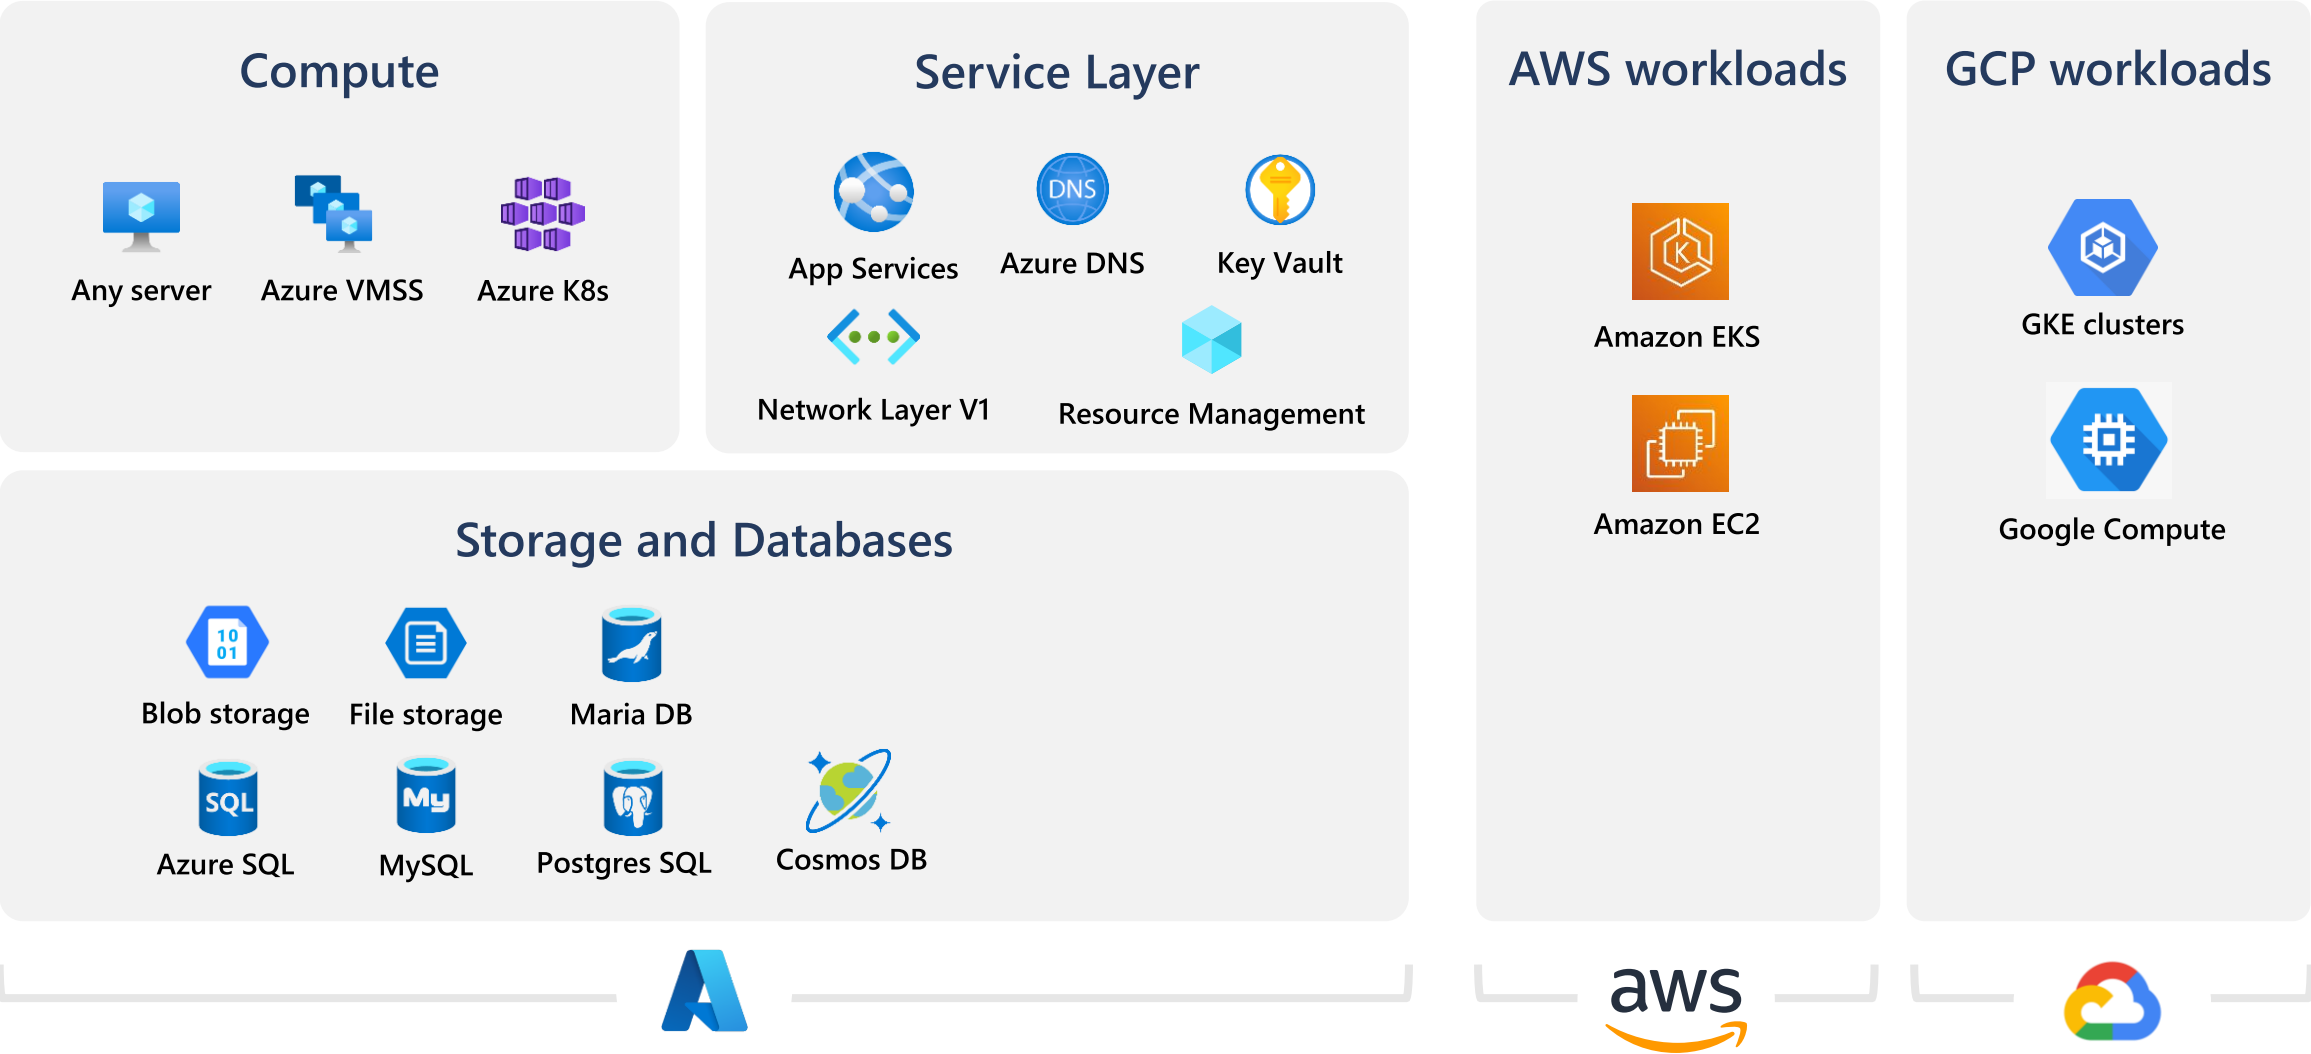 Compute
Any server
Azure VMSS
Azure K8s
Service Layer
App Services
DNS
Azure DNS
Key Vault
Network Layer V1
Resource Management
Storage and Databases
10
01
Blob storage
File storage
Maria DB
SQL
Azure SQL
My
MySQL
Postgres SQL
Cosmos DB
AWS workloads
K
Amazon EKS
Amazon EC2
GCP workloads
GKE clusters
Google Compute
aws